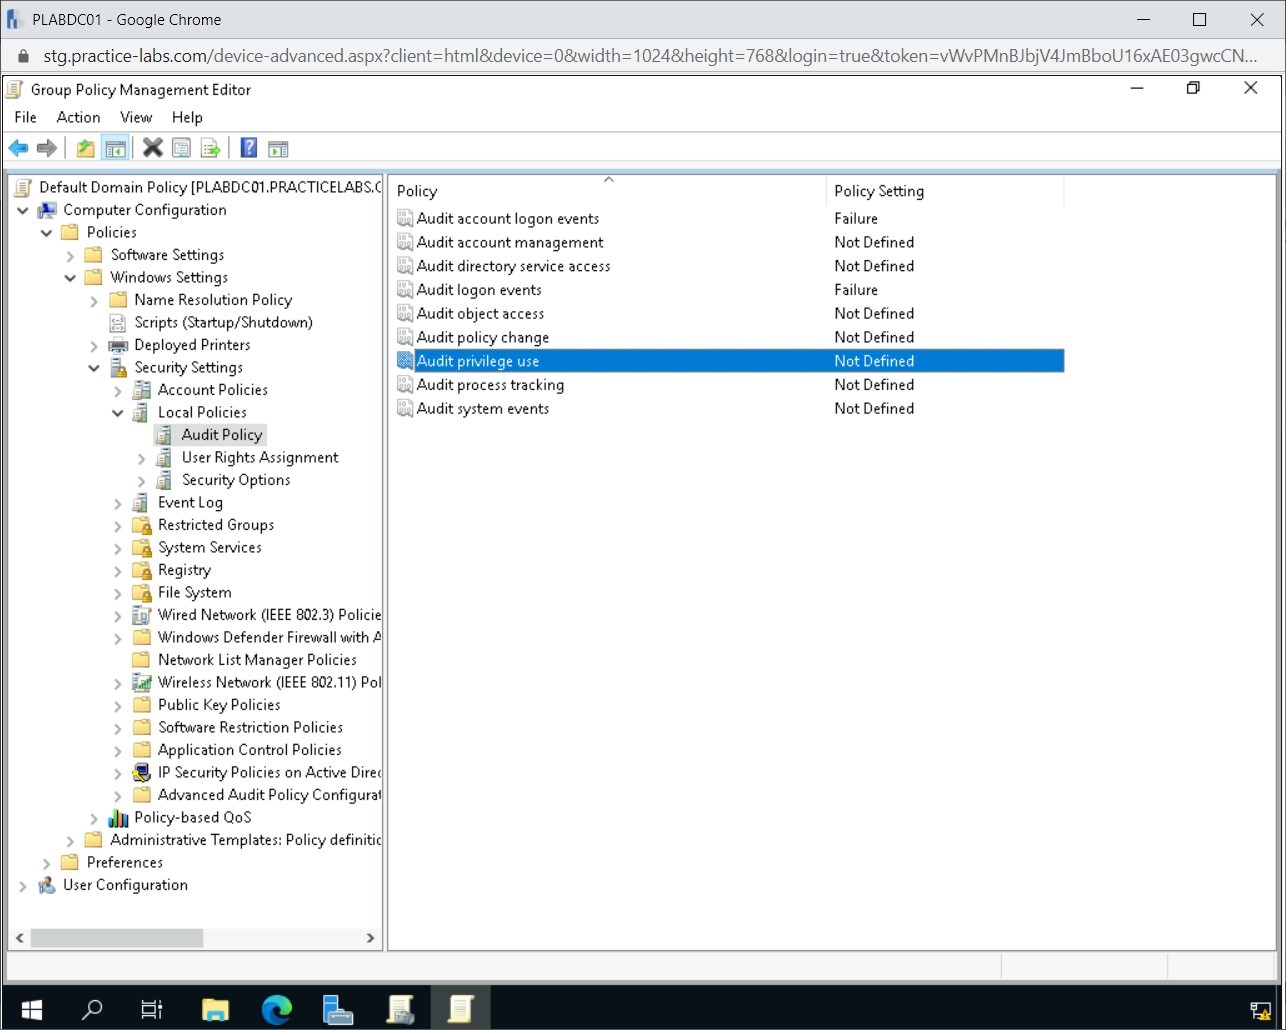 PLABDC01 - Google Chrome
stg.practice-labs.com/device-advanced.aspx?client=html&device=0&width=1024&height=768&login=true&token=vWvPMnBJbjV4JmBboU16xAE03gwcCN...
Group Policy Management Editor
File Action View Help
Default Domain Policy [PLABDC01.PRACTICELABS.C
Computer Configuration
Policies
Software Settings
Windows Settings
Name Resolution Policy
Scripts (Startup/Shutdown)
Deployed Printers
Security Settings
Account Policies
Local Policies
Audit Policy
User Rights Assignment
Security Options
Event Log
Restricted Groups
System Services
Registry
File System
Wired Network (IEEE 802.3) Policie
Windows Defender Firewall with A
Network List Manager Policies
Wireless Network (IEEE 802.11) Pol
Public Key Policies
Software Restriction Policies
Application Control Policies
IP Security Policies on Active Direc
Advanced Audit Policy Configurat
Policy-based QoS
Administrative Templates: Policy definitic
Preferences
User Configuration
Policy Policy Setting
Audit account logon events Failure
Audit account management Not Defined
Audit directory service access Not Defined
Audit logon events Failure
Audit object access Not Defined
Audit policy change Not Defined
Audit privilege use Not Defined
Audit process tracking Not Defined
Audit system events Not Defined